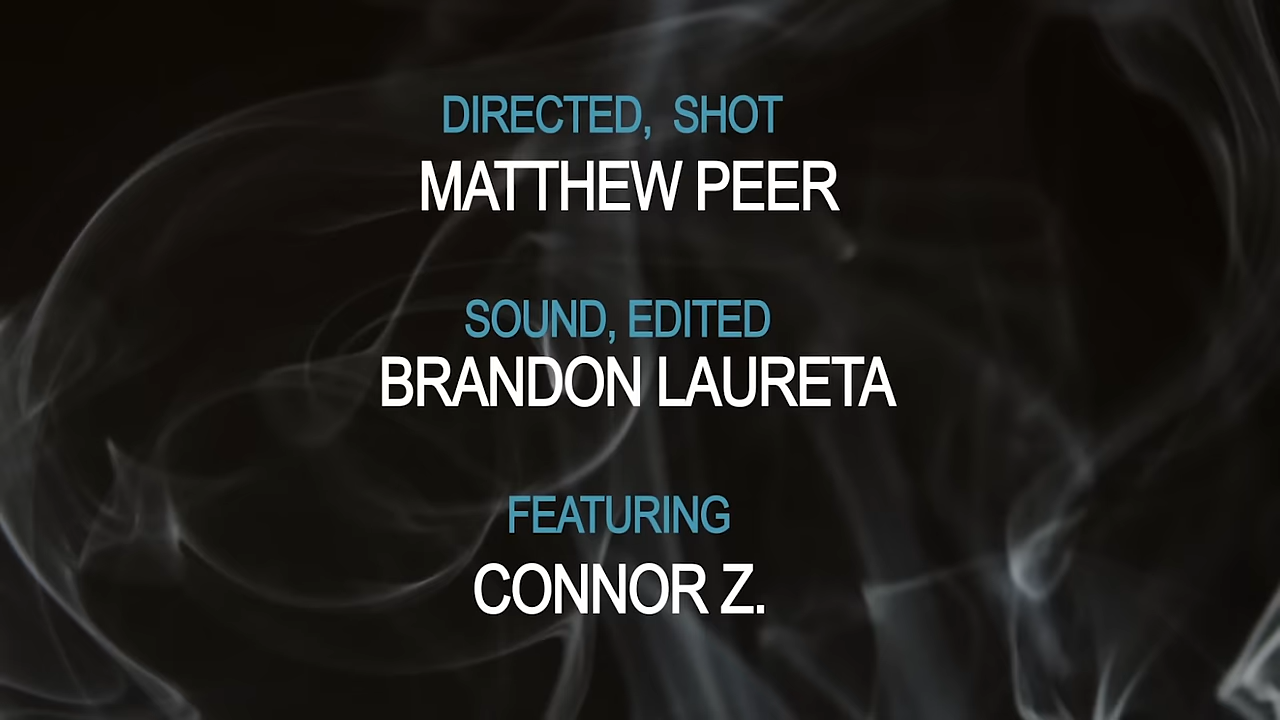 DIRECTED, SHOT
MATTHEW PEER
SOUND, EDITED
BRANDON LAURETA
FEATURING
CONNOR Z.